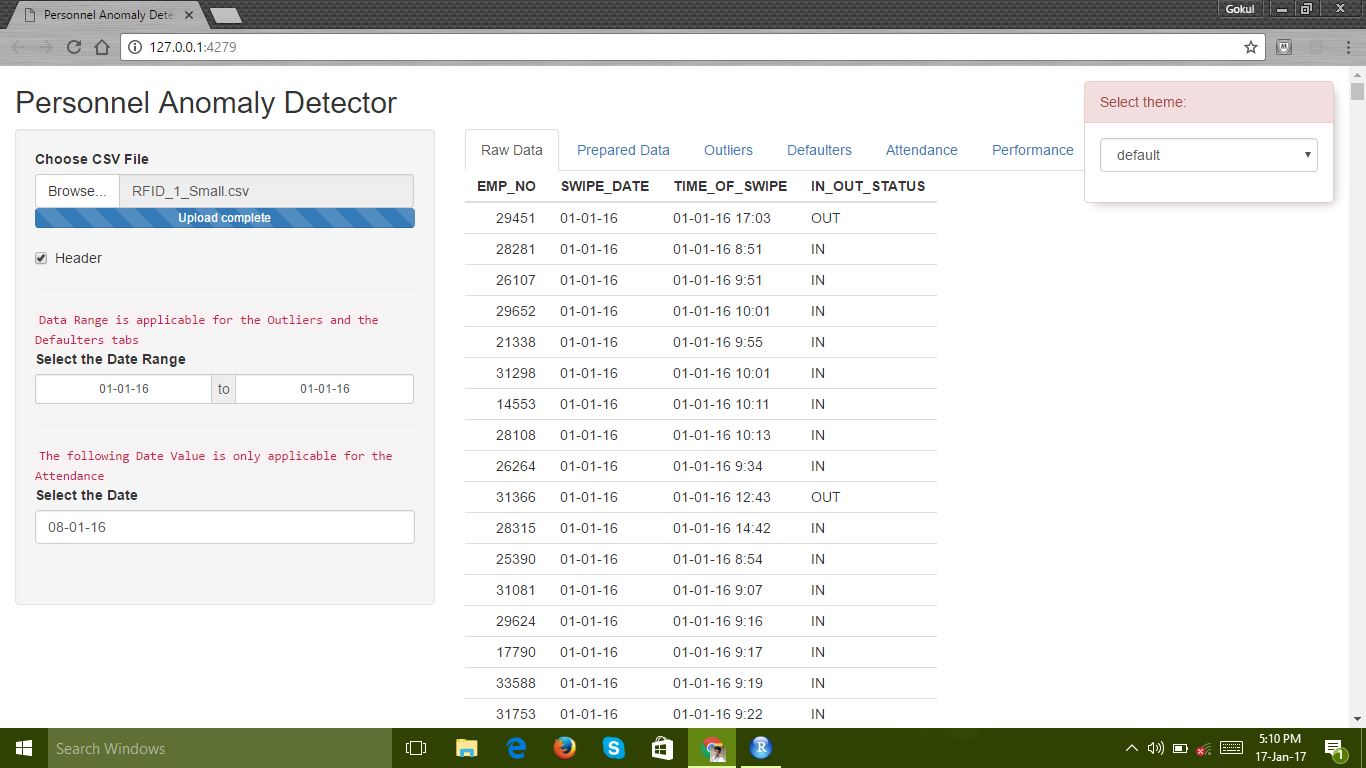 Personnel Anomaly Dete
Gokul
127.0.0.1:4279
Personnel Anomaly Detector
Select theme:
default
Choose CSV File
Browse... RFID_1_Small.csv
Upload complete
Header
Data Range is applicable for the Outliers and the
Defaulters tabs
Select the Date Range
01-01-16 to 01-01-16
The following Date Value is only applicable for the
Attendance
Select the Date
08-01-16
Raw Data Prepared Data Outliers Defaulters Attendance Performance
EMP_NO SWIPE_DATE TIME_OF_SWIPE IN_OUT_STATUS
29451 01-01-16 01-01-16 17:03 OUT
28281 01-01-16 01-01-16 8:51 IN
26107 01-01-16 01-01-16 9:51 IN
29652 01-01-16 01-01-16 10:01 IN
21338 01-01-16 01-01-16 9:55 IN
31298 01-01-16 01-01-16 10:01 IN
14553 01-01-16 01-01-16 10:11 IN
28108 01-01-16 01-01-16 10:13 IN
26264 01-01-16 01-01-16 9:34 IN
31366 01-01-16 01-01-16 12:43 OUT
28315 01-01-16 01-01-16 14:42 IN
25390 01-01-16 01-01-16 8:54 IN
31081 01-01-16 01-01-16 9:07 IN
29624 01-01-16 01-01-16 9:16 IN
17790 01-01-16 01-01-16 9:17 IN
33588 01-01-16 01-01-16 9:19 IN
31753 01-01-16 01-01-16 9:22 IN
Search Windows
5:10 PM
17-Jan-17
1